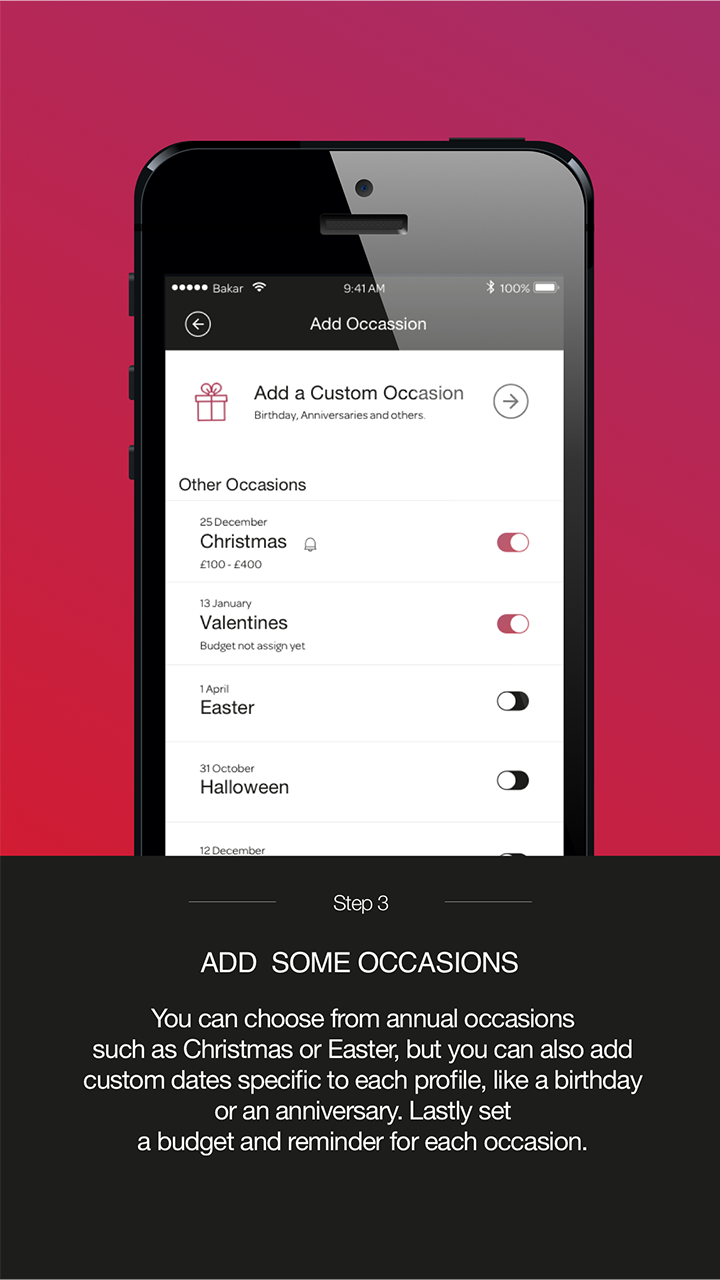 Bakar 9:41 AM 100%
Add Occassion
Add a Custom Occasion
Birthday, Anniversaries and others.
Other Occasions
25 December
Christmas
£100 - £400
13 January
Valentines
Budget not assign yet
1 April
Easter
31 October
Halloween
12 December
Step 3
ADD SOME OCCASIONS
You can choose from annual occasions
such as Christmas or Easter, but you can also add
custom dates specific to each profile, like a birthday
or an anniversary. Lastly set
a budget and reminder for each occasion.